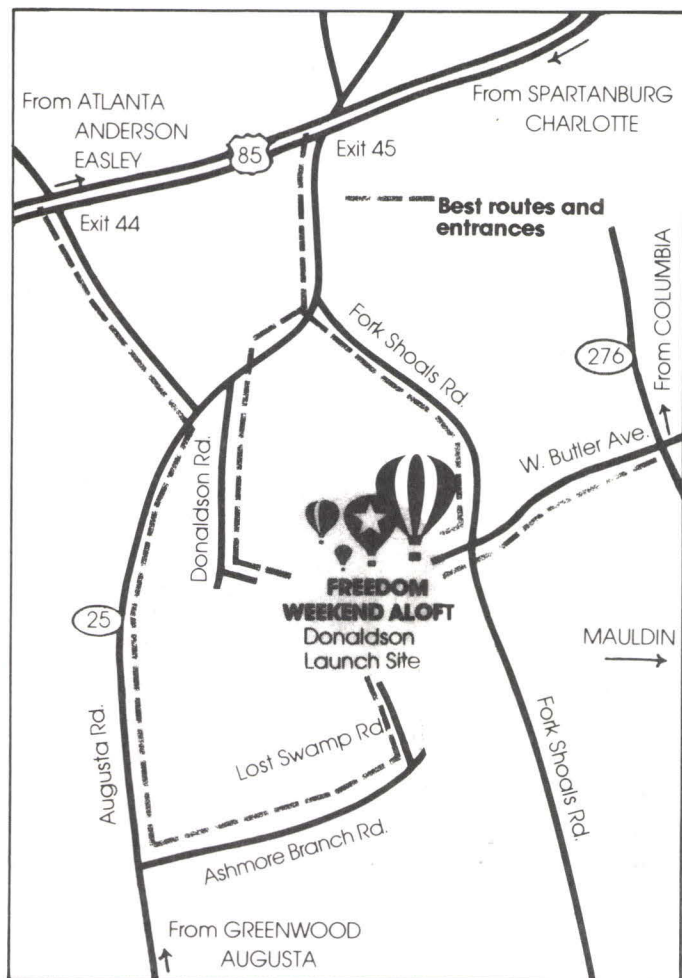 From ATLANTA
ANDERSON
EASLEY
85
From SPARTANBURG
CHARLOTTE
Exit 45
Exit 44
Best routes and
entrances
From COLUMBIA
276
Fork Shoals Rd.
W. Butler Ave.
Donaldson Rd.
FREEDOM
WEEKEND ALOFT
Donaldson
Launch Site
25
MAULDIN
Augusta Rd.
Lost Swamp Rd.
Fork Shoals Rd.
Ashmore Branch Rd.
From GREENWOOD
AUGUSTA